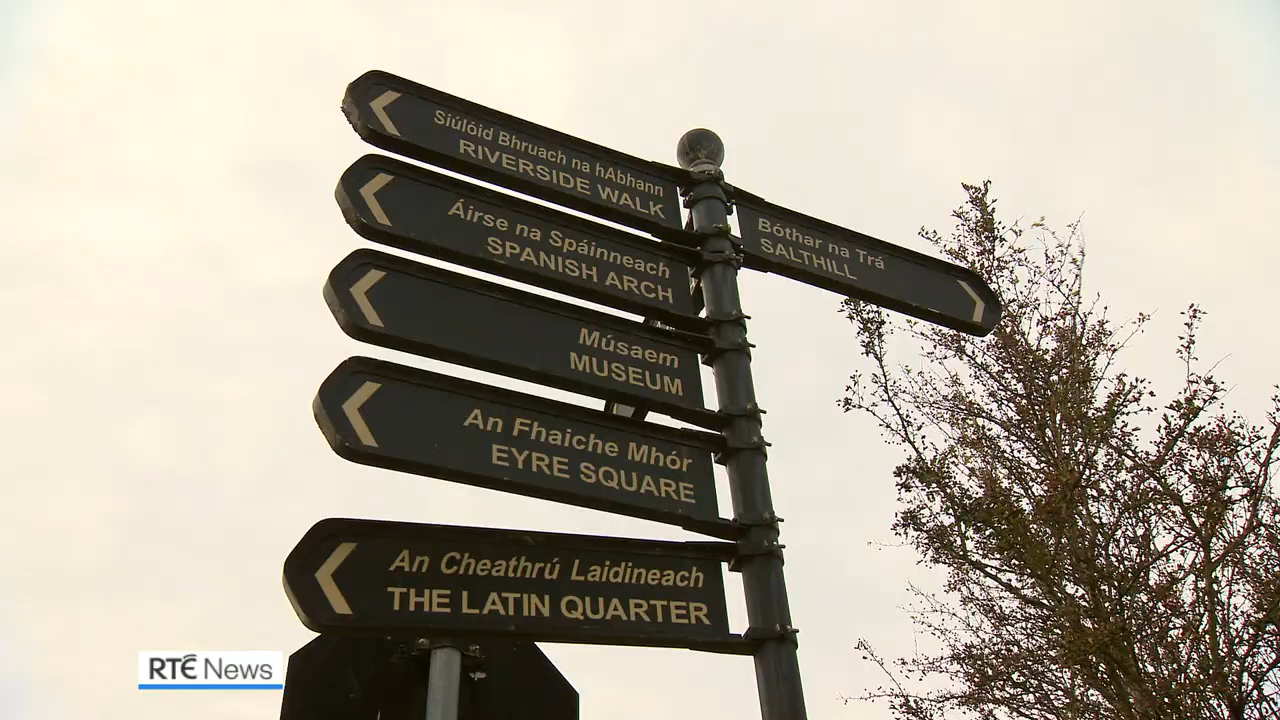 Siúlóid Bhruach na hAbhann
RIVERSIDE WALK
Bóthar na Trá
SALTHILL
Áirse na Spáinneach
SPANISH ARCH
Músaem
MUSEUM
An Fhaiche Mhór
EYRE SQUARE
An Cheathrú Laidineach
THE LATIN QUARTER
RTÉ News